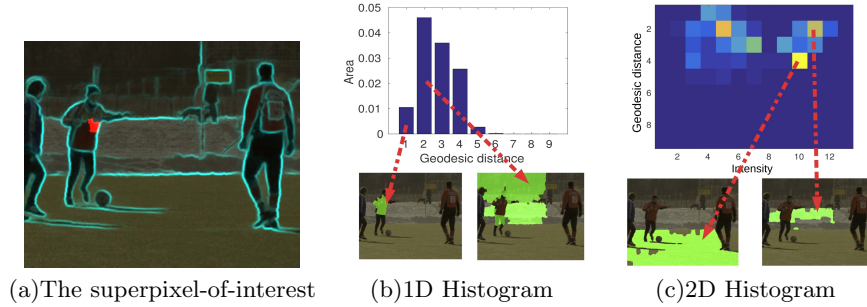 0.05
0.04
0.03
0.02
0.01
0
Area
1 2 3 4 5 6 7 8 9
Geodesic distance
2
4
6
8
Geodesic distance
2 4 6 8 10 12
Intensity
(a)The superpixel-of-interest
(b)1D Histogram
(c)2D Histogram